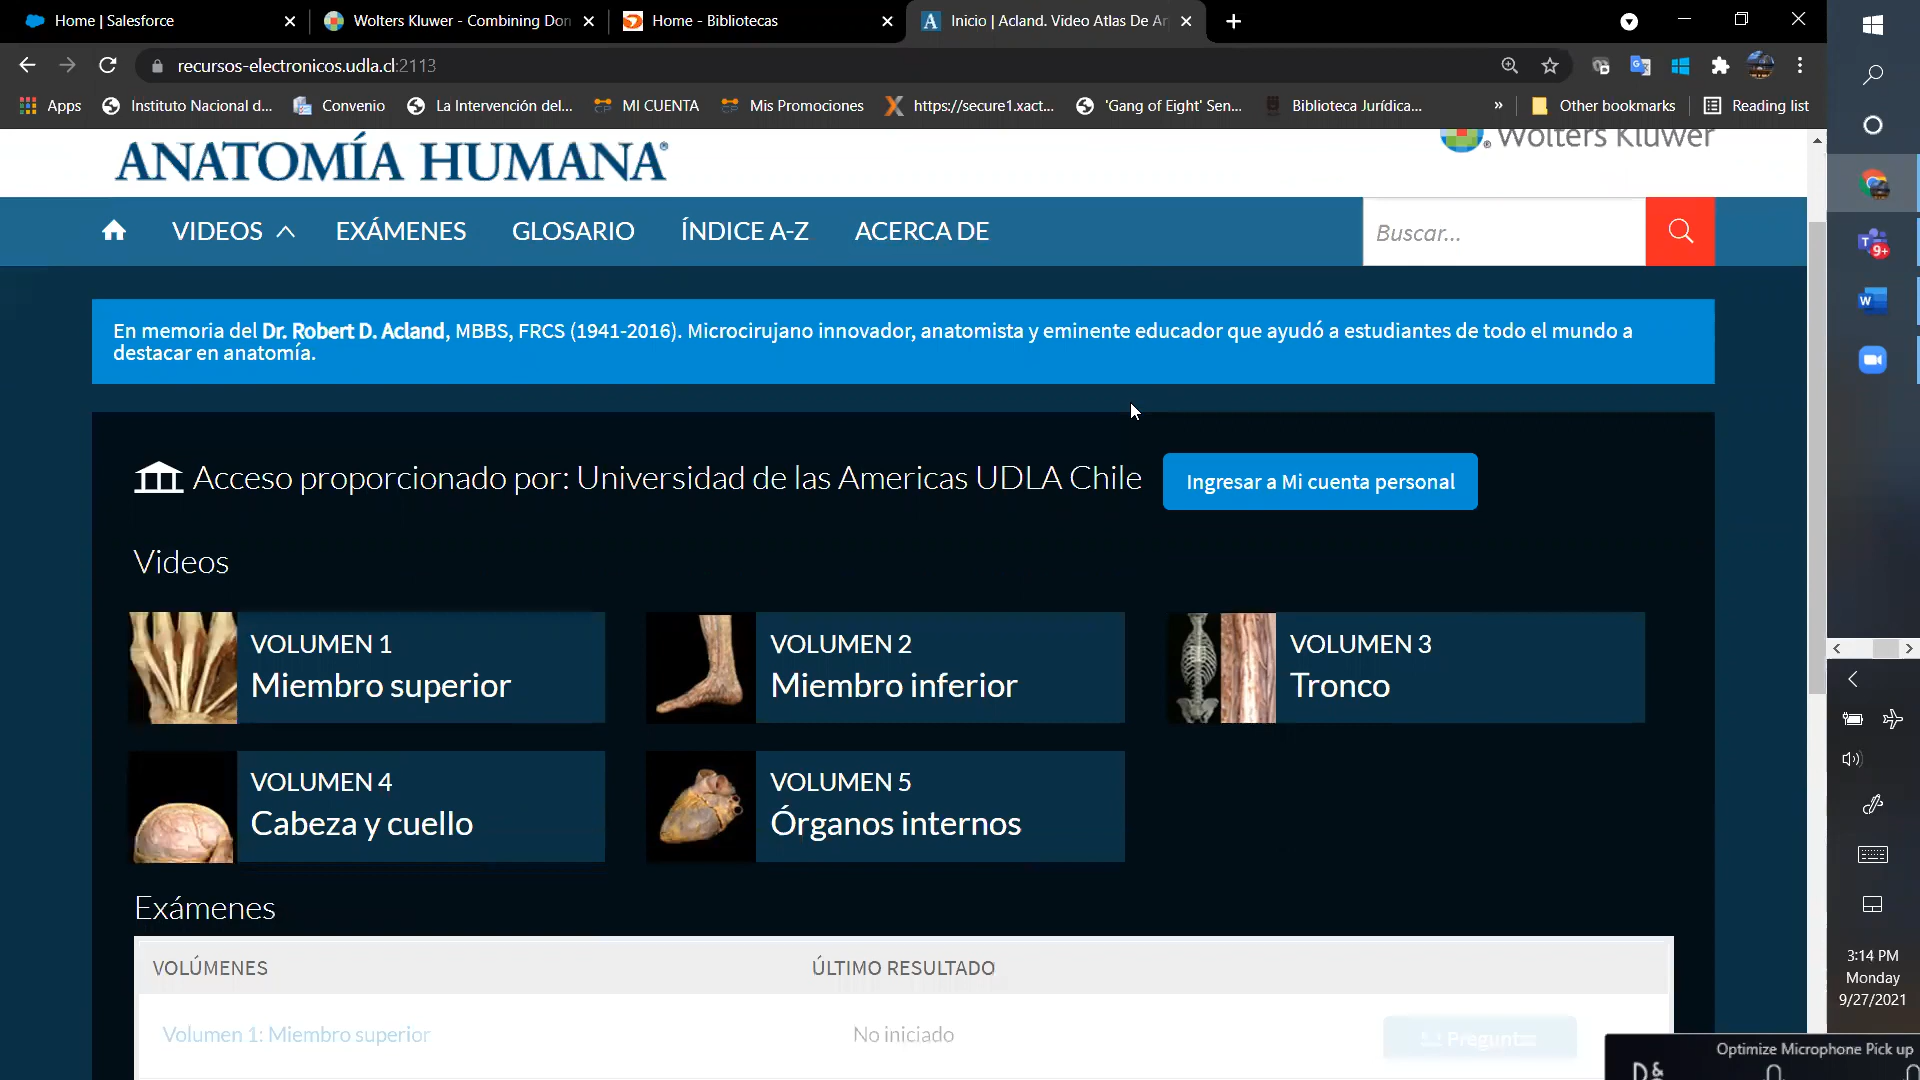 Home | Salesforce
Wolters Kluwer - Combining Don
Home - Bibliotecas
Inicio | Acland. Video Atlas De An
recursos-electronicos.udla.cl:2113
Apps
Instituto Nacional d...
Convenio
La Intervención del...
MI CUENTA
Mis Promociones
https://secure1.xact...
'Gang of Eight' Sen...
Biblioteca Jurídica...
»
Other bookmarks
Reading list
ANATOMÍA HUMANA®
Wolters Kluwer
VIDEOS
EXÁMENES
GLOSARIO
ÍNDICE A-Z
ACERCA DE
Buscar...
En memoria del Dr. Robert D. Acland, MBBS, FRCS (1941-2016). Microcirujano innovador, anatomista y eminente educador que ayudó a estudiantes de todo el mundo a
destacar en anatomía.
Acceso proporcionado por: Universidad de las Americas UDLA Chile
Ingresar a Mi cuenta personal
Videos
VOLUMEN 1
Miembro superior
VOLUMEN 2
Miembro inferior
VOLUMEN 3
Tronco
VOLUMEN 4
Cabeza y cuello
VOLUMEN 5
Órganos internos
Exámenes
VOLÚMENES
ÚLTIMO RESULTADO
Volumen 1: Miembro superior
No iniciado
9+
3:14 PM
Monday
9/27/2021
Optimize Microphone Pick up